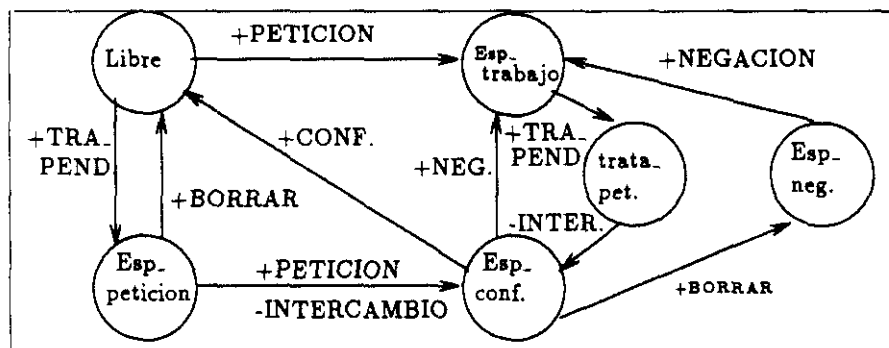 Libre
+PETICION
Esp_
trabajo
+NEGACION
+TRA_
PEND
+CONF.
+TRA_
PEND
+NEG.
trata_
pet.
Esp_
neg.
+BORRAR
-INTER.
Esp_
peticion
+PETICION
-INTERCAMBIO
Esp_
conf.
+BORRAR